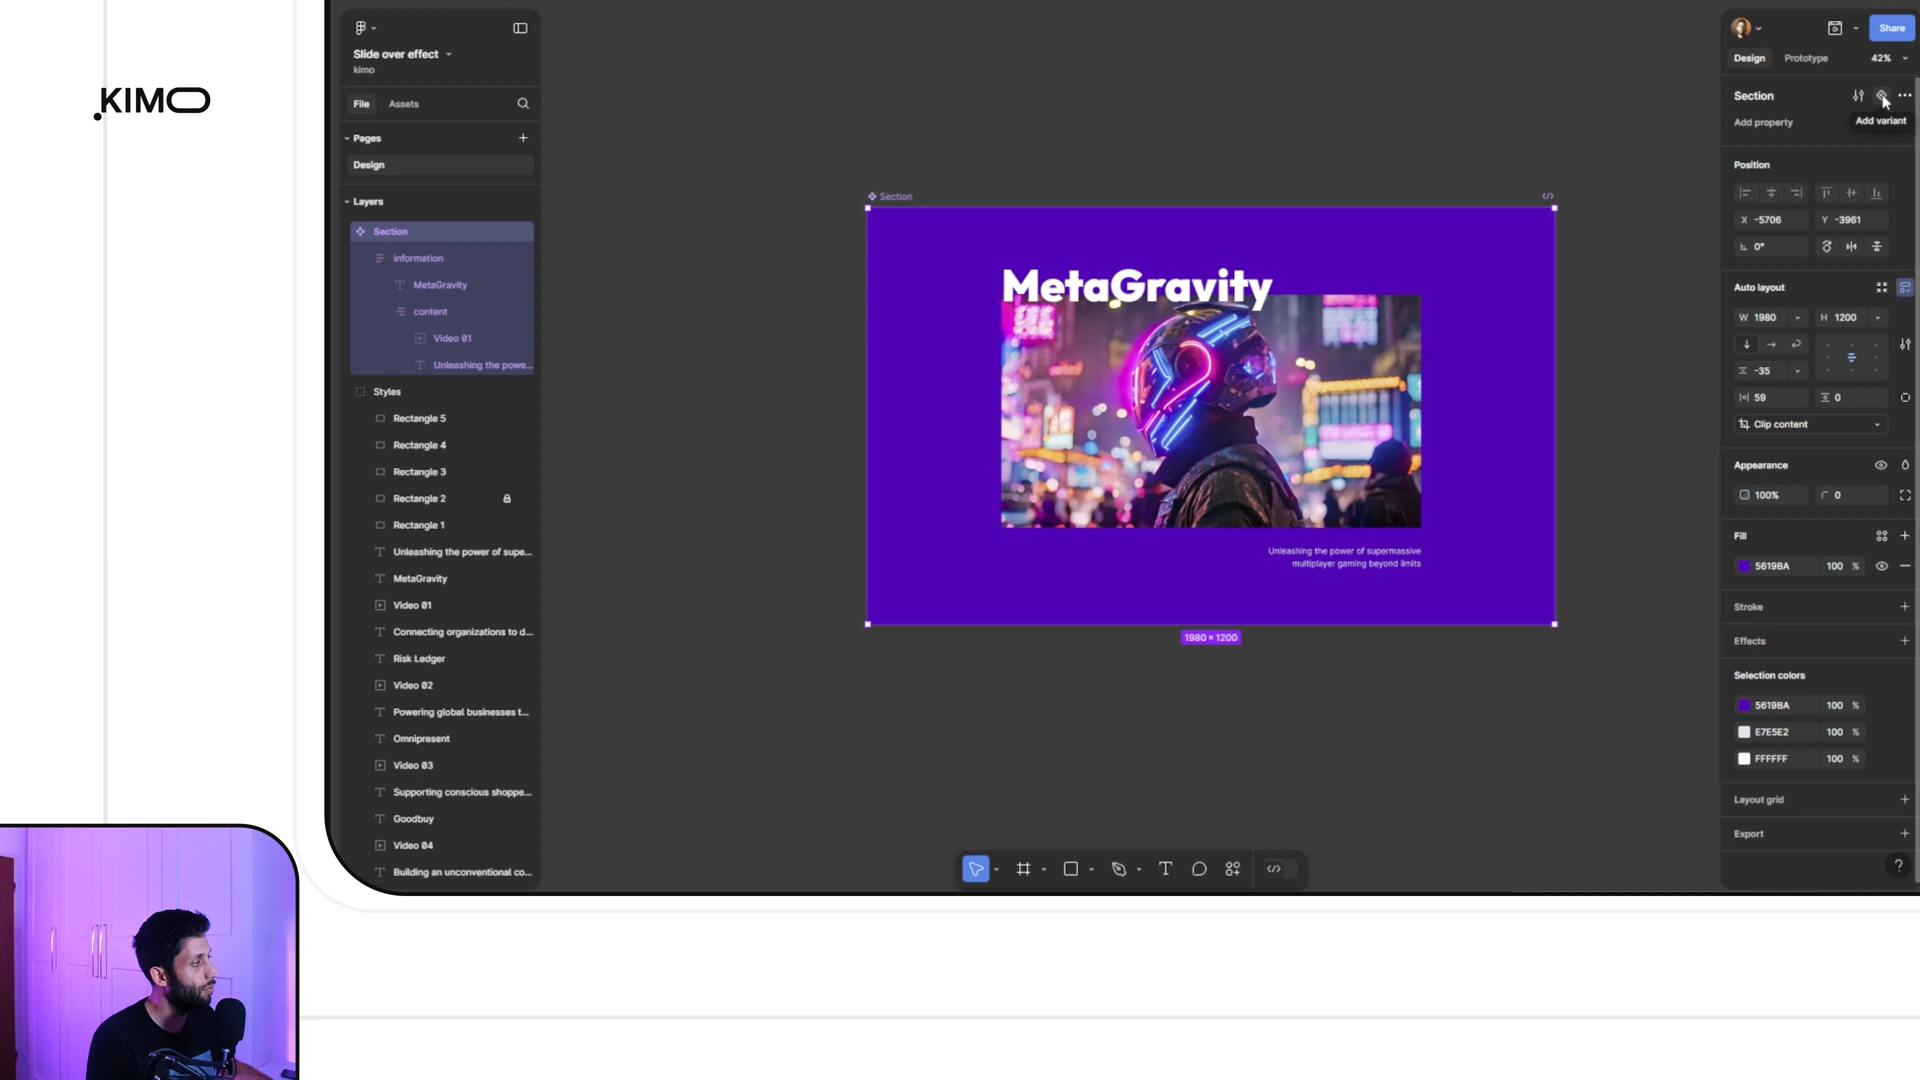 KIMO
Slide over effect
kimo
File
Assets
Pages
Design
Layers
Section
information
MetaGravity
content
Video 01
Unleashing the powe...
Styles
Rectangle 5
Rectangle 4
Rectangle 3
Rectangle 2
Rectangle 1
Unleashing the power of supe...
MetaGravity
Video 01
Connecting organizations to d...
Risk Ledger
Video 02
Powering global businesses t...
Omnipresent
Video 03
Supporting conscious shoppe...
Goodbuy
Video 04
Building an unconventional co...
Section
MetaGravity
Unleashing the power of supermassive
multiplayer gaming beyond limits
1980 × 1200
Share
Design
Prototype
42%
Section
Add property
Add variant
Position
X -5706
Y -3961
0°
Auto layout
W 1980
H 1200
-35
59
0
Clip content
Appearance
100%
0
Fill
5619BA 100 %
Stroke
Effects
Selection colors
5619BA 100 %
E7E5E2 100 %
FFFFFF 100 %
Layout grid
Export
?